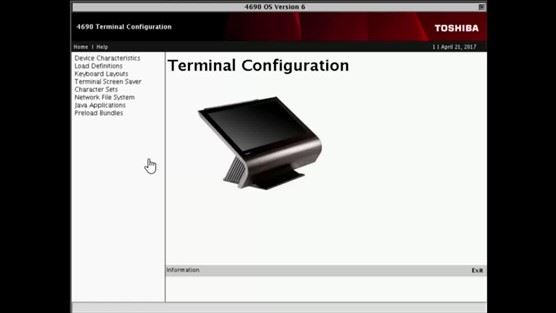 4690 OS Version 6
4690 Terminal Configuration
TOSHIBA
Home | Help
11 April 21, 2017
Device Characteristics
Load Definitions
Keyboard Layouts
Terminal Screen Saver
Character Sets
Network File System
Java Applications
Preload Bundles
Terminal Configuration
Information
Exit